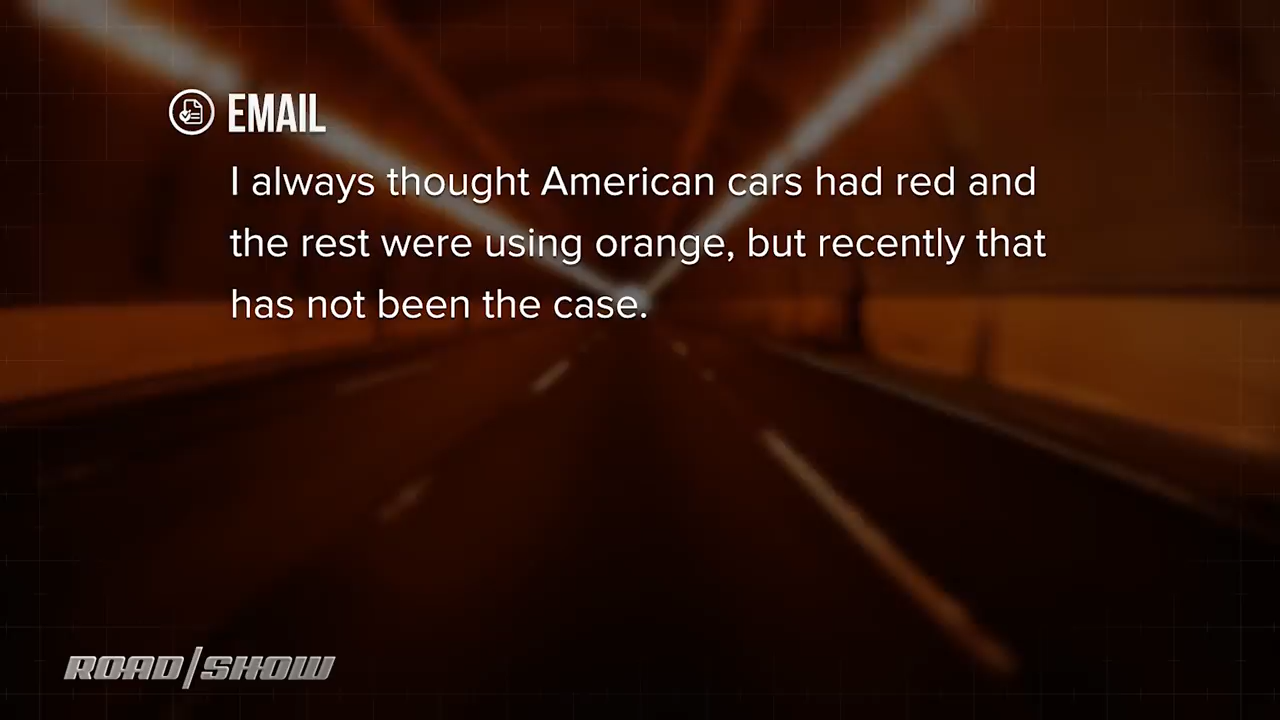 EMAIL
I always thought American cars had red and
the rest were using orange, but recently that
has not been the case.
ROAD/SHOW